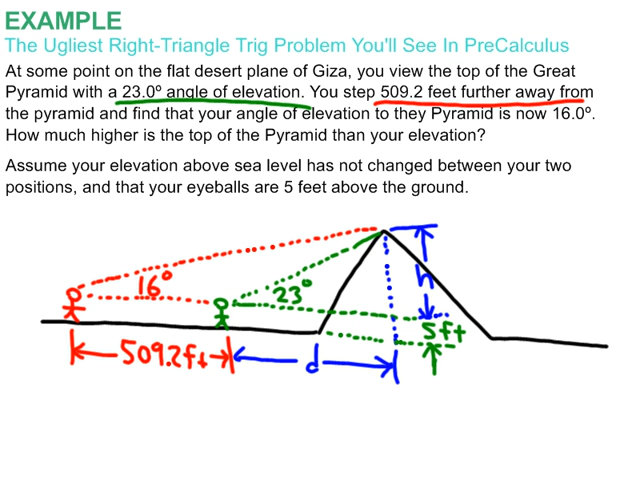 EXAMPLE
The Ugliest Right-Triangle Trig Problem You'll See In PreCalculus
At some point on the flat desert plane of Giza, you view the top of the Great
Pyramid with a 23.0º angle of elevation. You step 509.2 feet further away from
the pyramid and find that your angle of elevation to they Pyramid is now 16.0º.
How much higher is the top of the Pyramid than your elevation?
Assume your elevation above sea level has not changed between your two
positions, and that your eyeballs are 5 feet above the ground.
16°
23°
h
5ft
509.2ft
d